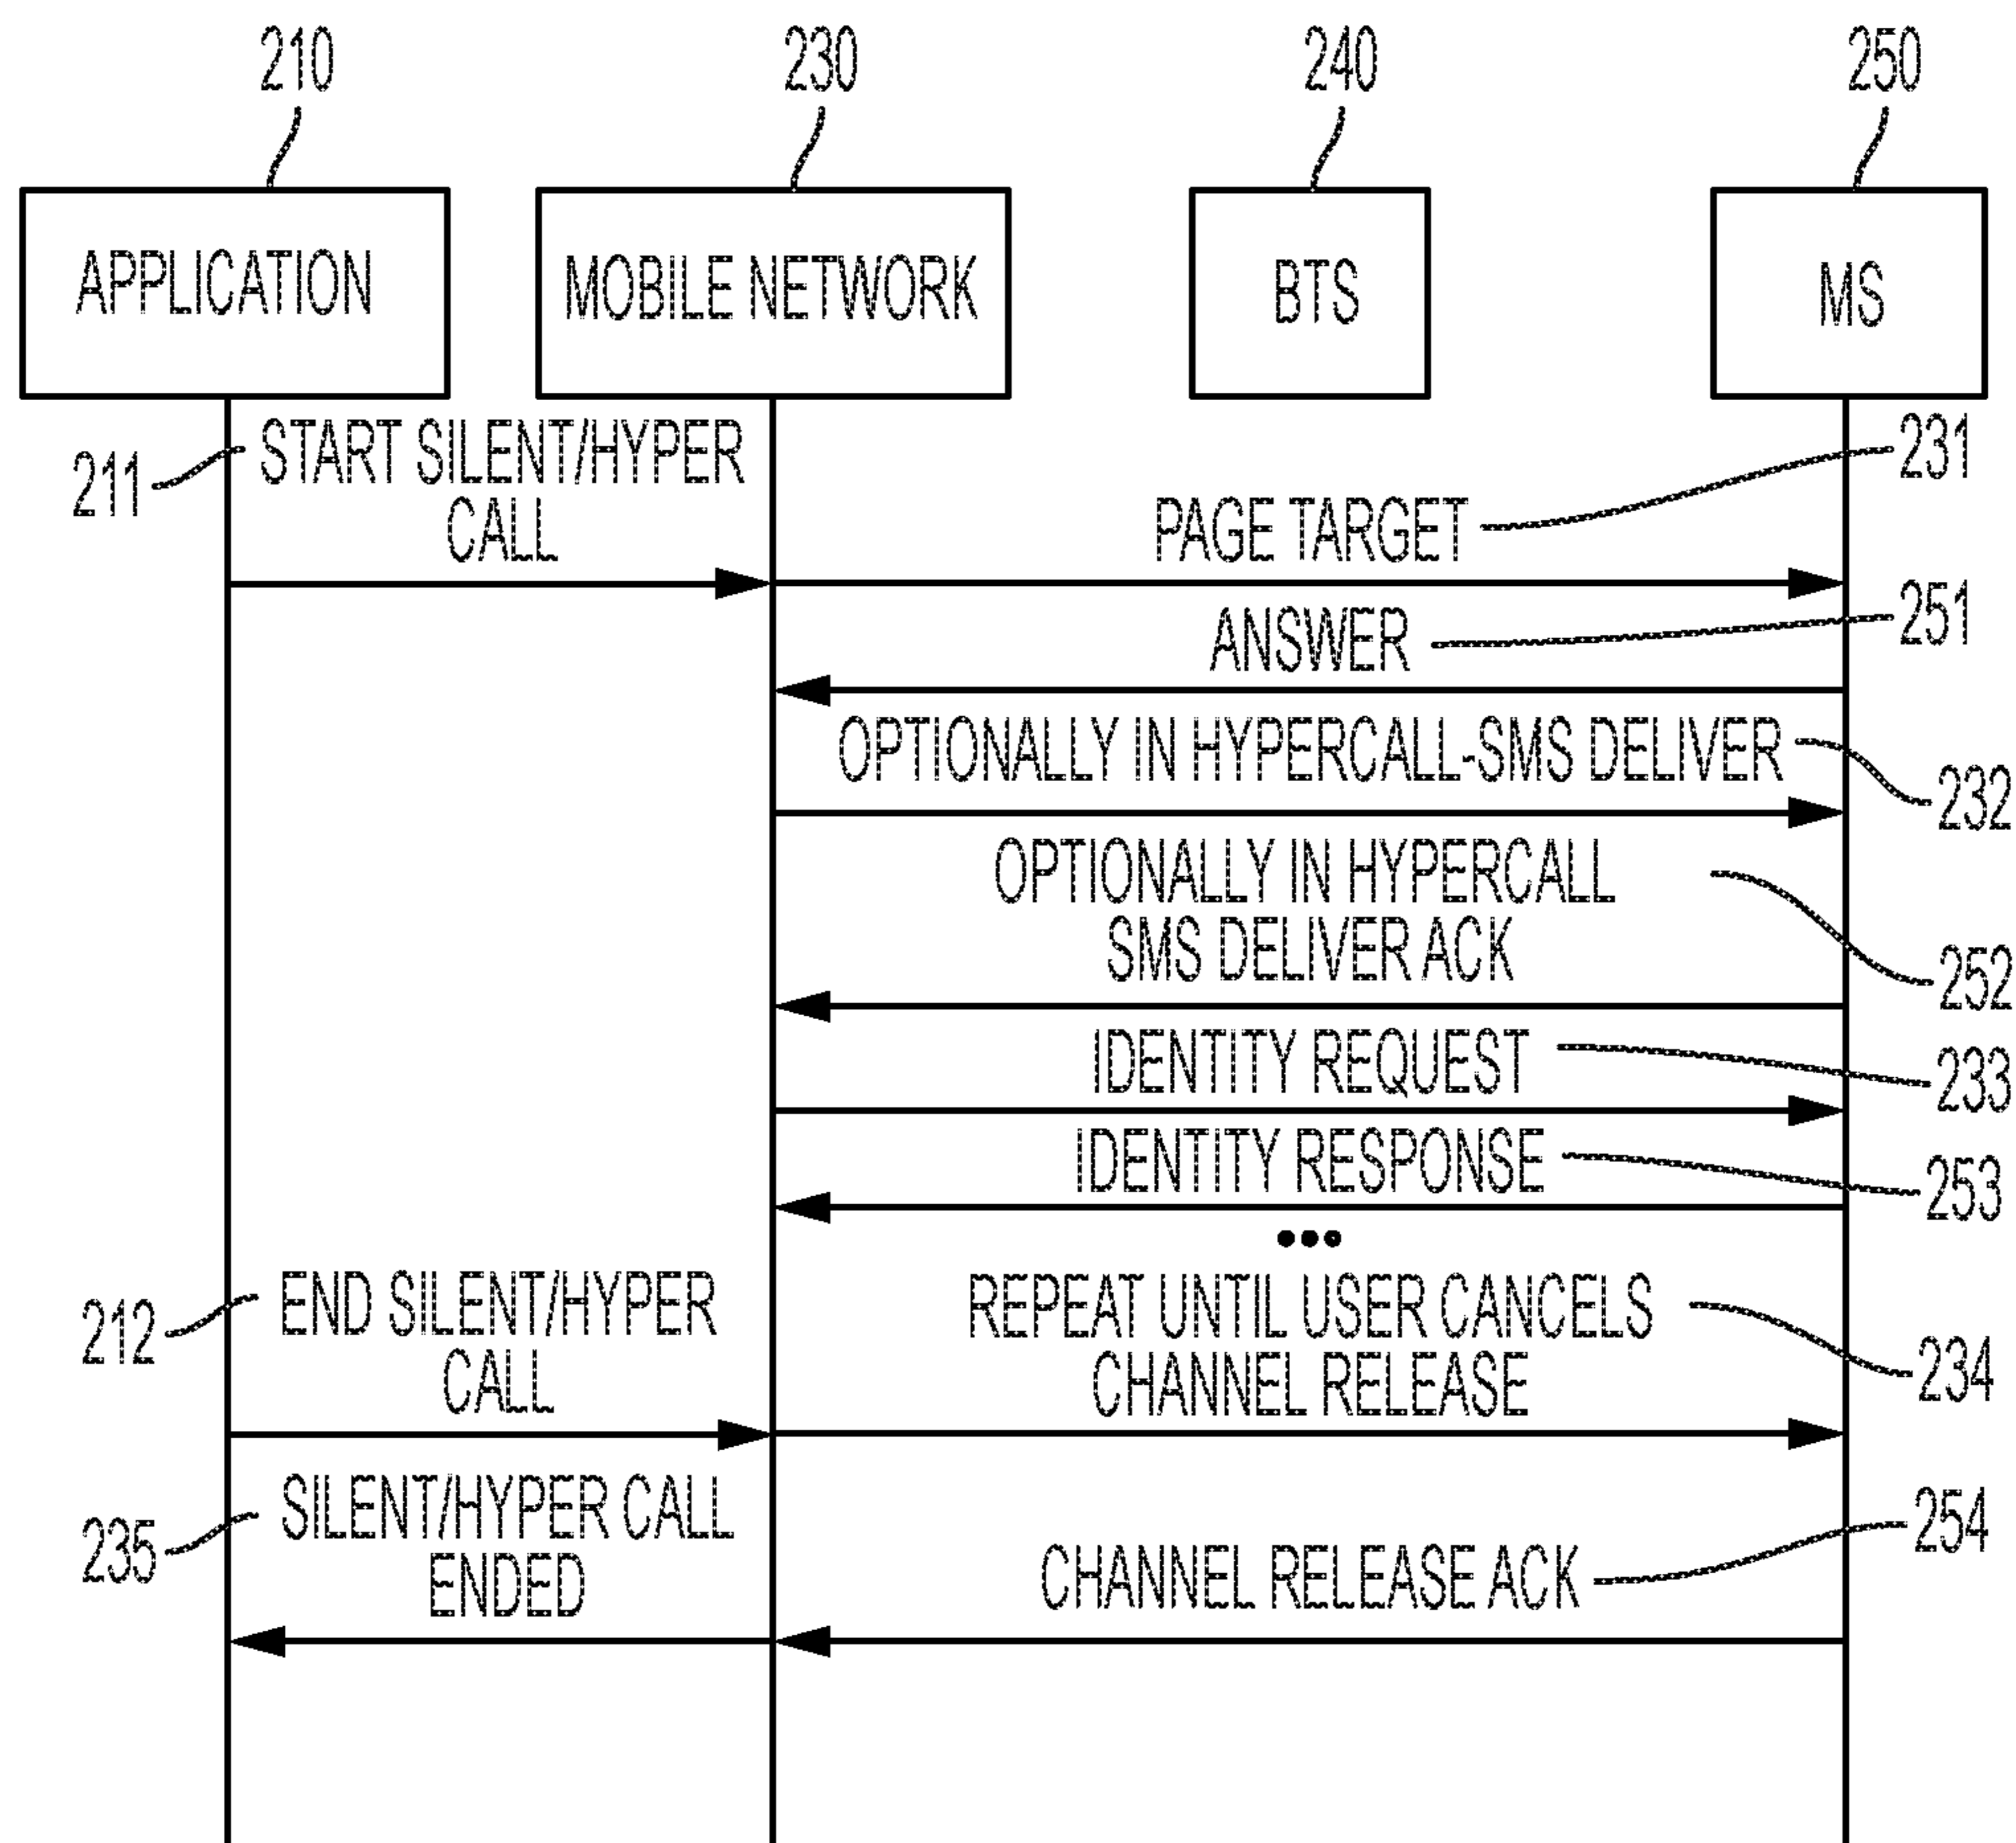 210
230
240
250
APPLICATION
MOBILE NETWORK
BTS
MS
211
START SILENT/HYPER
CALL
PAGE TARGET
231
ANSWER
251
OPTIONALLY IN HYPERCALL-SMS DELIVER
232
OPTIONALLY IN HYPERCALL
SMS DELIVER ACK
252
IDENTITY REQUEST
233
IDENTITY RESPONSE
253
•••
212
END SILENT/HYPER
CALL
REPEAT UNTIL USER CANCELS
CHANNEL RELEASE
234
235
SILENT/HYPER CALL
ENDED
CHANNEL RELEASE ACK
254